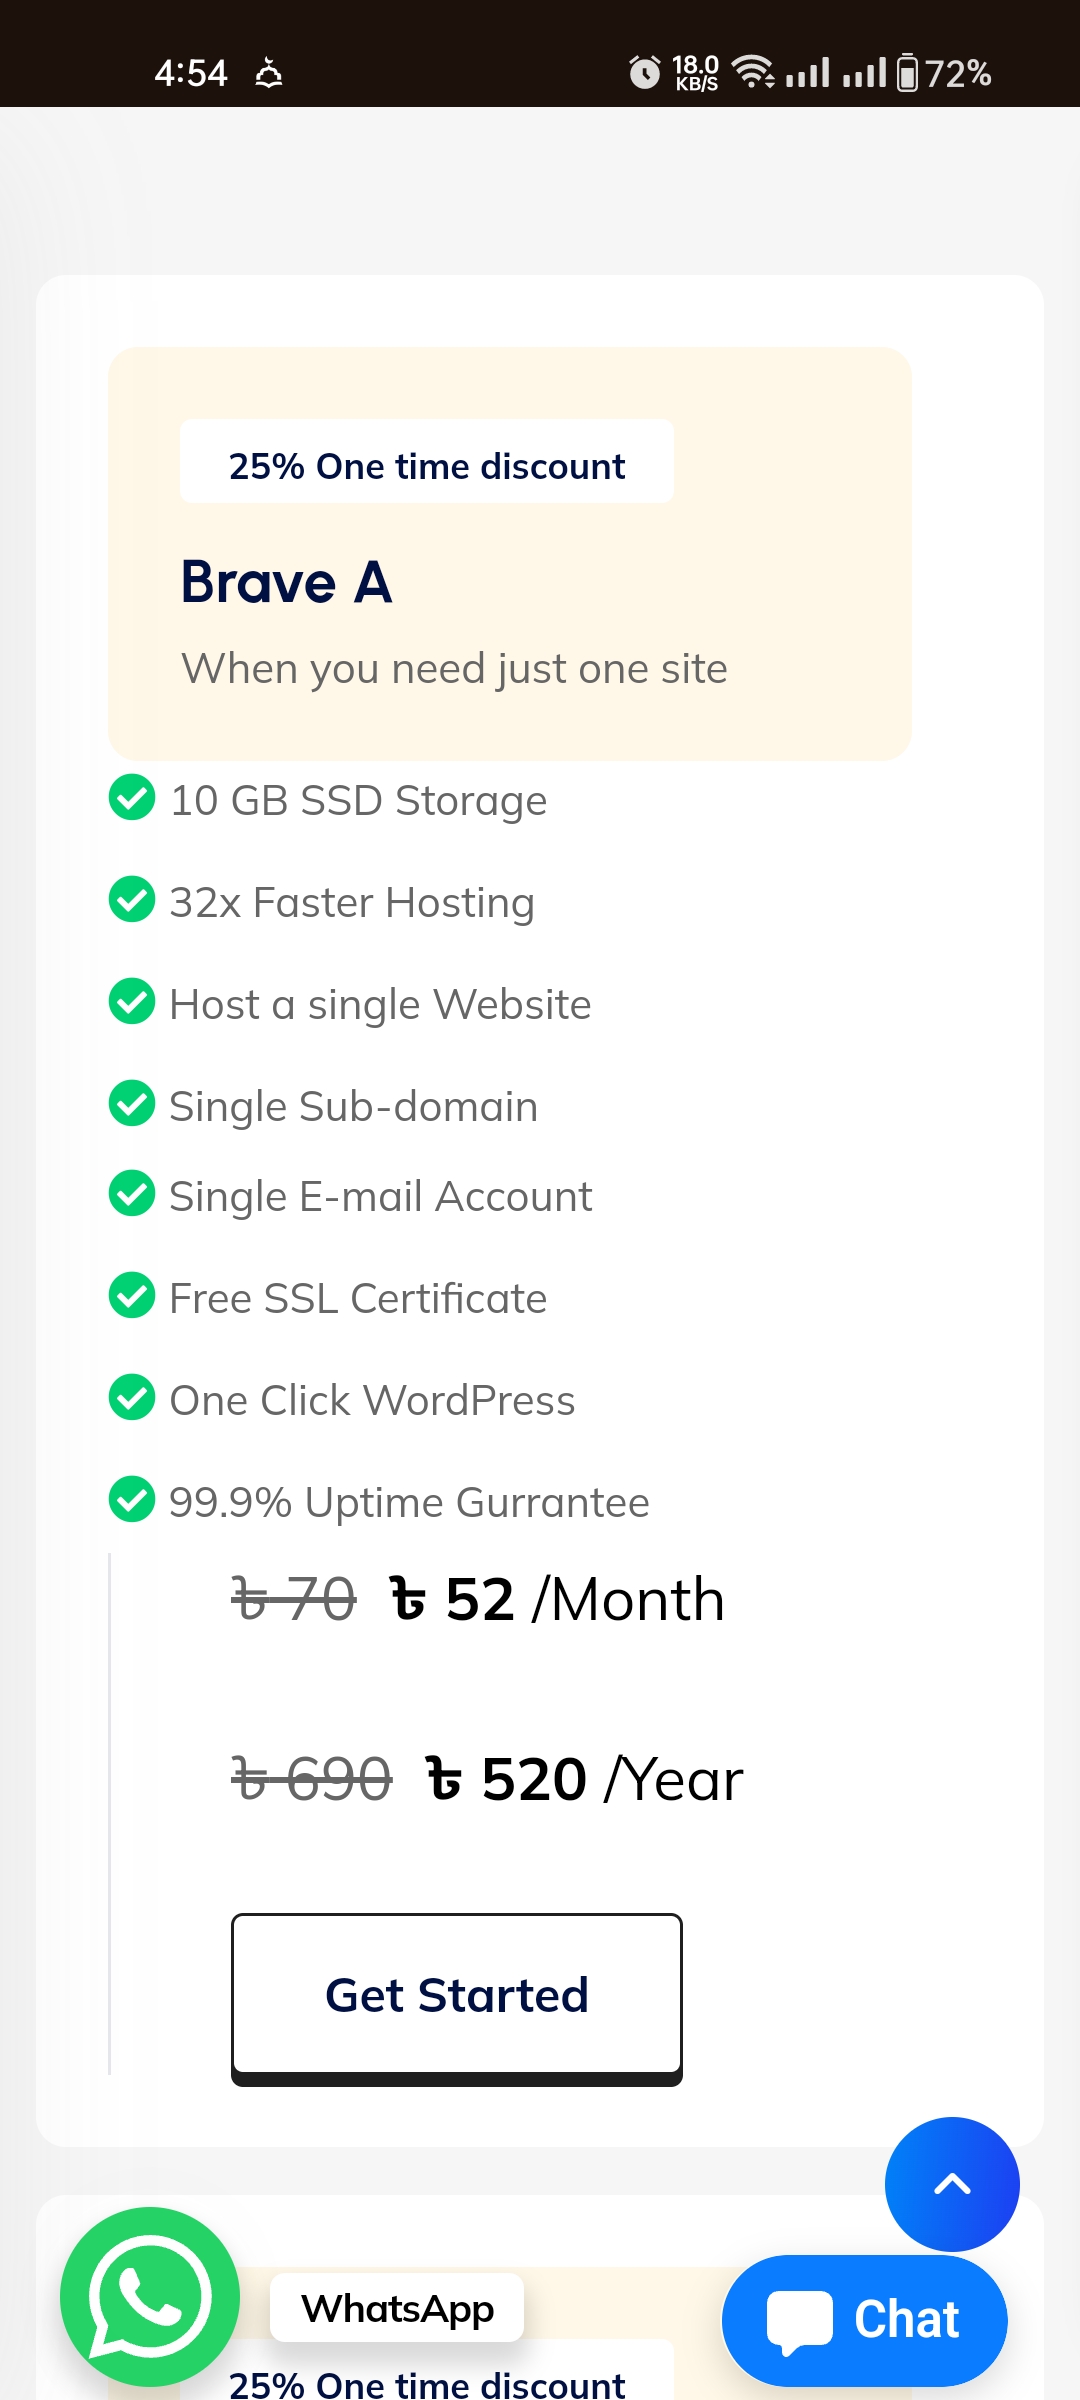 4:54
18.0
KB/S
72%
25% One time discount
Brave A
When you need just one site
10 GB SSD Storage
32x Faster Hosting
Host a single Website
Single Sub-domain
Single E-mail Account
Free SSL Certificate
One Click WordPress
99.9% Uptime Gurrantee
৳ 70 ৳ 52 /Month
৳ 690 ৳ 520 /Year
Get Started
WhatsApp
Chat
25% One time discount